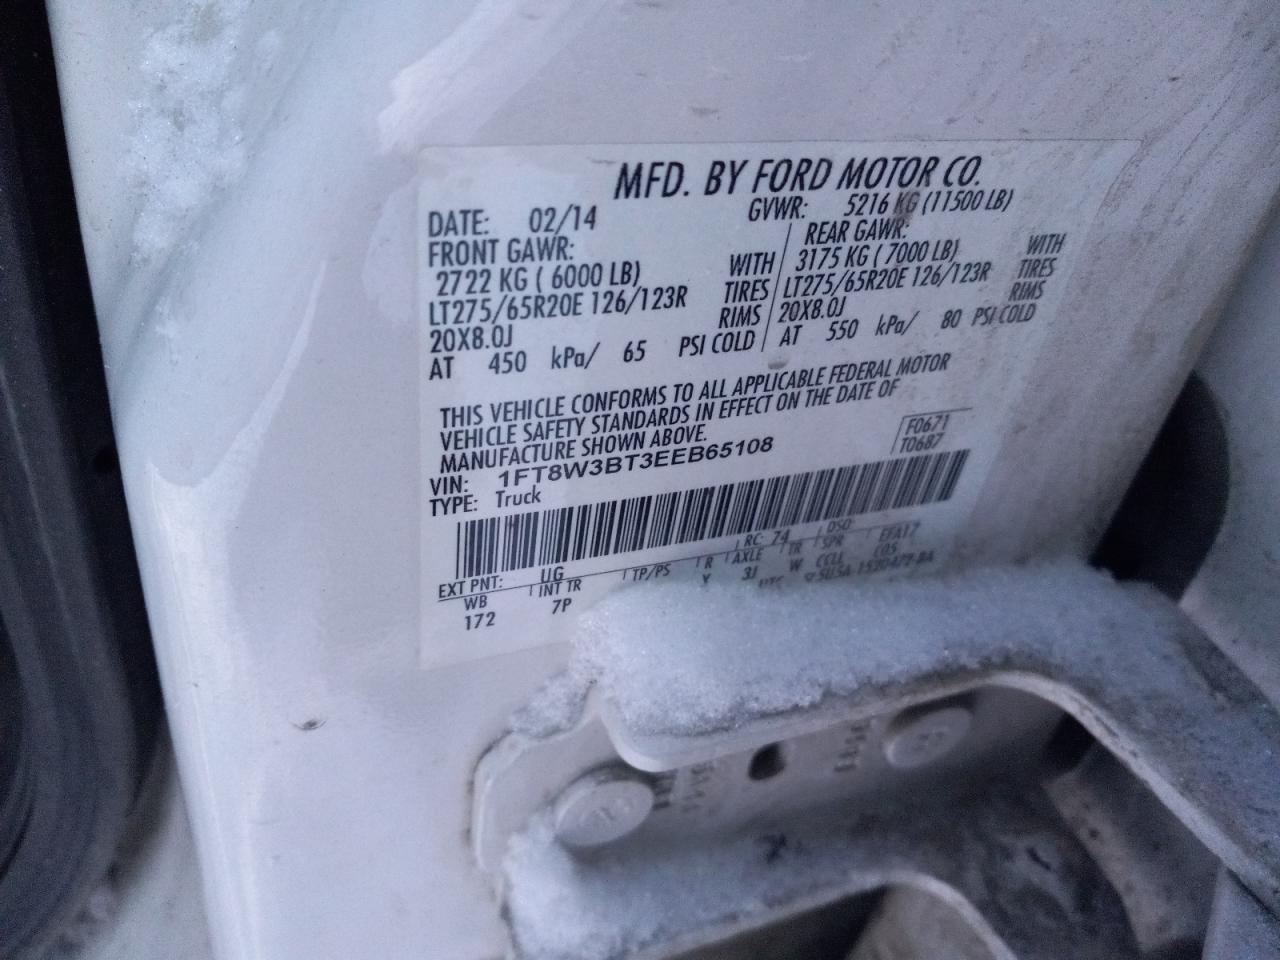 MFD. BY FORD MOTOR CO.
DATE: 02/14 GVWR: 5216 KG (11500 LB)
FRONT GAWR: REAR GAWR:
2722 KG ( 6000 LB) WITH 3175 KG ( 7000 LB) WITH
LT275/65R20E 126/123R TIRES LT275/65R20E 126/123R TIRES
20X8.0J RIMS 20X8.0J RIMS
AT 450 kPa/ 65 PSI COLD AT 550 kPa/ 80 PSI COLD
THIS VEHICLE CONFORMS TO ALL APPLICABLE FEDERAL MOTOR
VEHICLE SAFETY STANDARDS IN EFFECT ON THE DATE OF
MANUFACTURE SHOWN ABOVE.
F0671
VIN: 1FT8W3BT3EEB65108
T0687
TYPE: Truck
EXT PNT: UG RC: 74 DSO:
WB INT TR TP/PS R AXLE TR SPR EFA17
172 7P Y 3J W CCLL C05